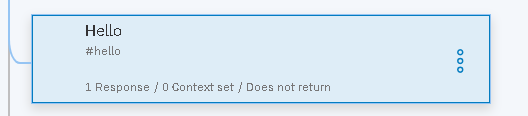 Hello
#hello
1 Response / 0 Context set / Does not return